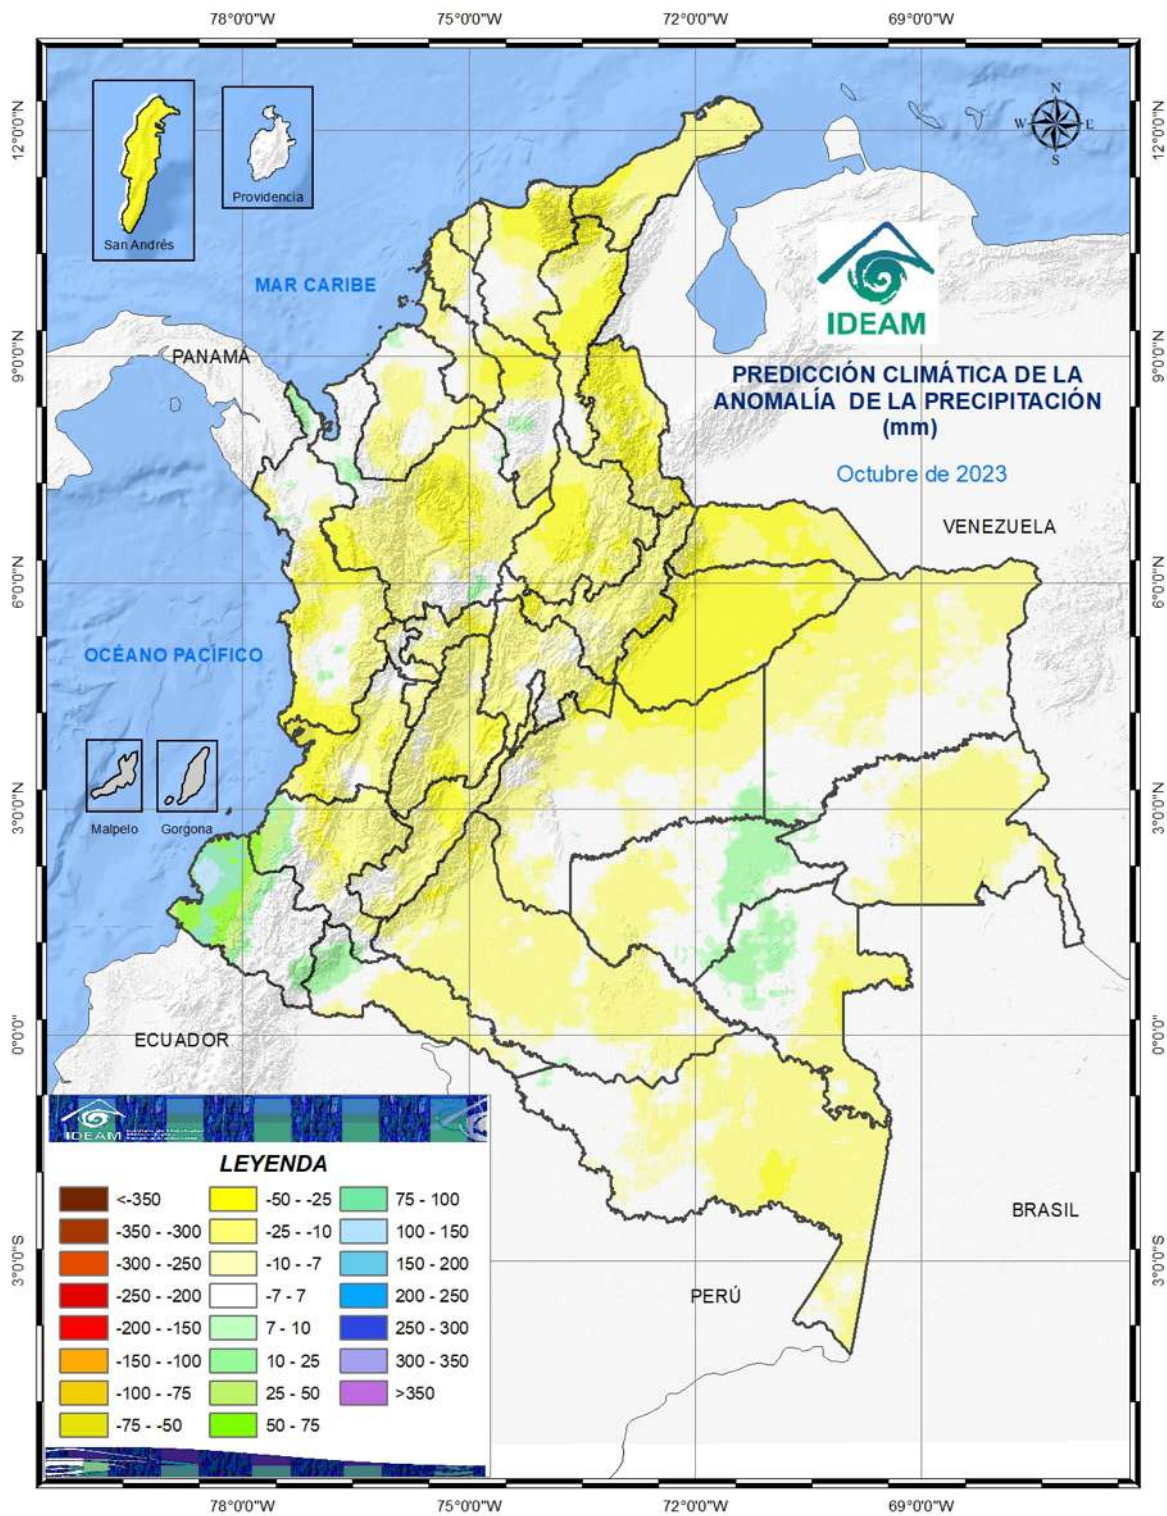 78°0'0"W
75°0'0"W
72°0'0"W
69°0'0"W
12°0'0"N
12°0'0"N
N
W
E
S
San Andrés
Providencia
MAR CARIBE
IDEAM
9°0'0"N
9°0'0"N
PANAMÁ
PREDICCIÓN CLIMÁTICA DE LA
ANOMALÍA DE LA PRECIPITACIÓN
(mm)
Octubre de 2023
VENEZUELA
6°0'0"N
6°0'0"N
OCÉANO PACÍFICO
3°0'0"N
3°0'0"N
Malpelo
Gorgona
0°0'0"
0°0'0"
ECUADOR
IDEAM
LEYENDA
<-350
-350 - -300
-300 - -250
-250 - -200
-200 - -150
-150 - -100
-100 - -75
-75 - -50
-50 - -25
-25 - -10
-10 - -7
-7 - 7
7 - 10
10 - 25
25 - 50
50 - 75
75 - 100
100 - 150
150 - 200
200 - 250
250 - 300
300 - 350
>350
BRASIL
PERÚ
3°0'0"S
3°0'0"S
78°0'0"W
75°0'0"W
72°0'0"W
69°0'0"W